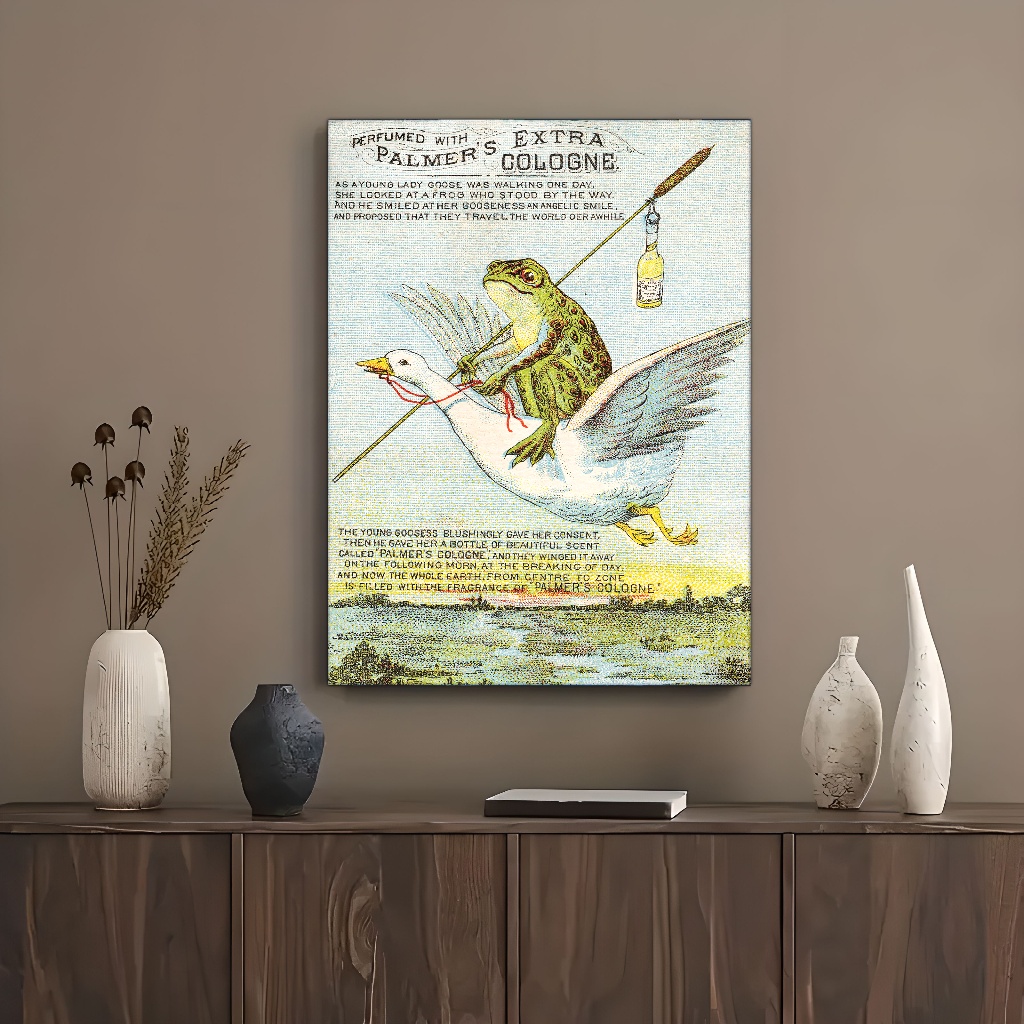 PERFUMED WITH
PALMER'S EXTRA COLOGNE.
AS A YOUNG LADY GOOSE WAS WALKING ONE DAY,
SHE LOOKED AT A FROG WHO STOOD BY THE WAY.
AND HE SMILED AT HER GOOSENESS AN ANGELIC SMILE,
AND PROPOSED THAT THEY TRAVEL THE WORLD OER AWHILE.
THE YOUNG GOOSESS BLUSHINGLY GAVE HER CONSENT,
THEN HE GAVE HER A BOTTLE OF BEAUTIFUL SCENT
CALLED "PALMER'S COLOGNE," AND THEY WINGED IT AWAY
ON THE FOLLOWING MORN, AT THE BREAKING OF DAY.
AND NOW THE WHOLE EARTH, FROM CENTRE TO ZONE
IS FILLED WITH THE FRAGRANCE OF "PALMER'S COLOGNE."